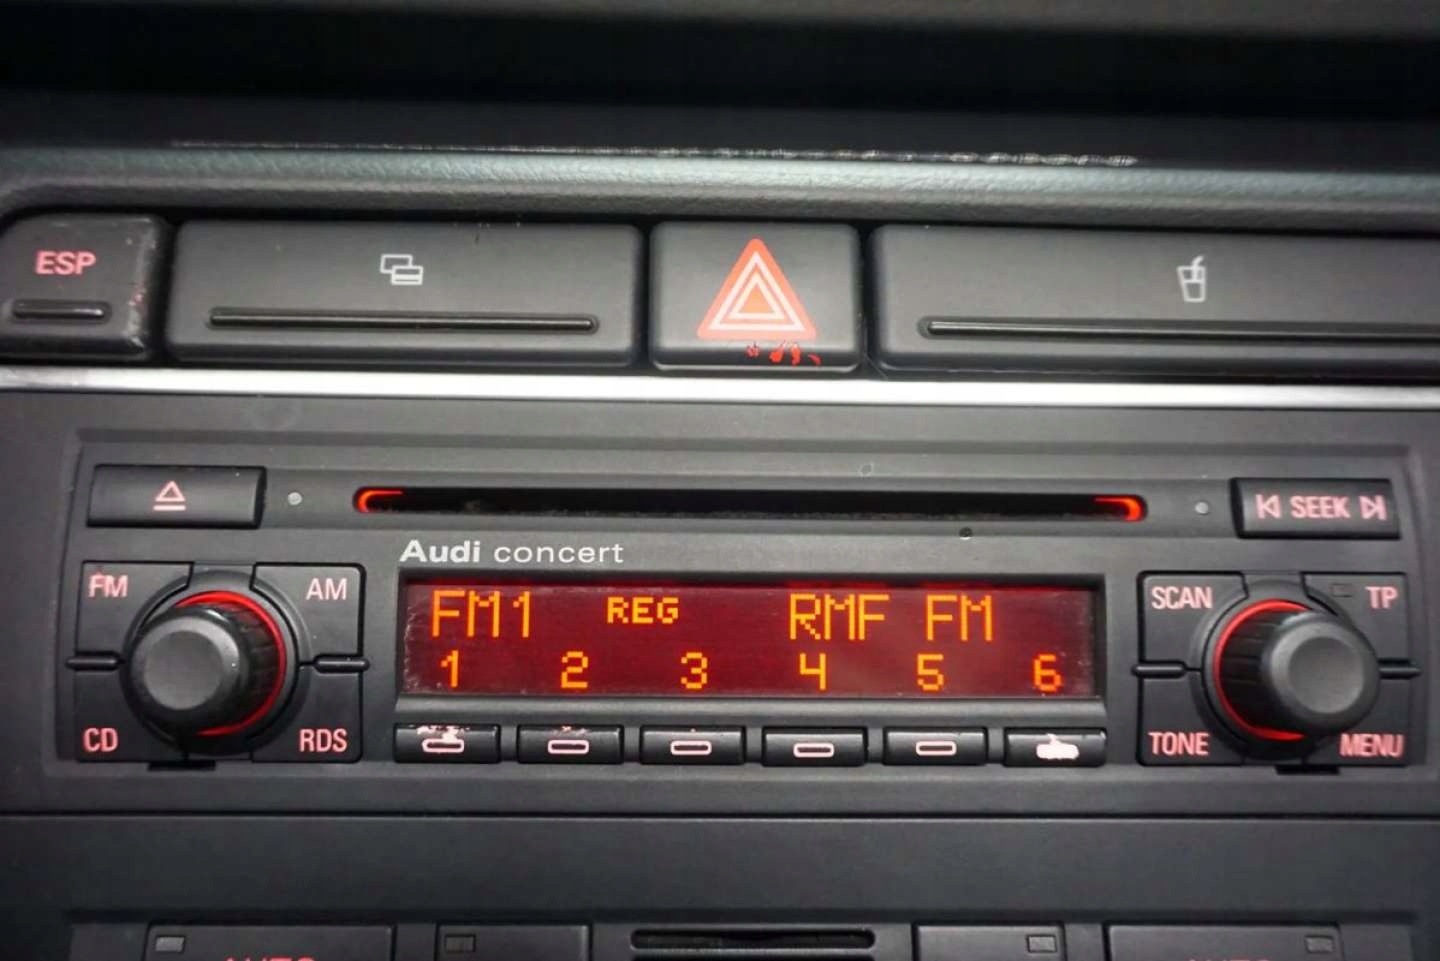 ESP
SEEK
Audi concert
FM
AM
FM1 REG RMF FM
1 2 3 4 5 6
CD
RDS
SCAN
TP
TONE
MENU
AUTO